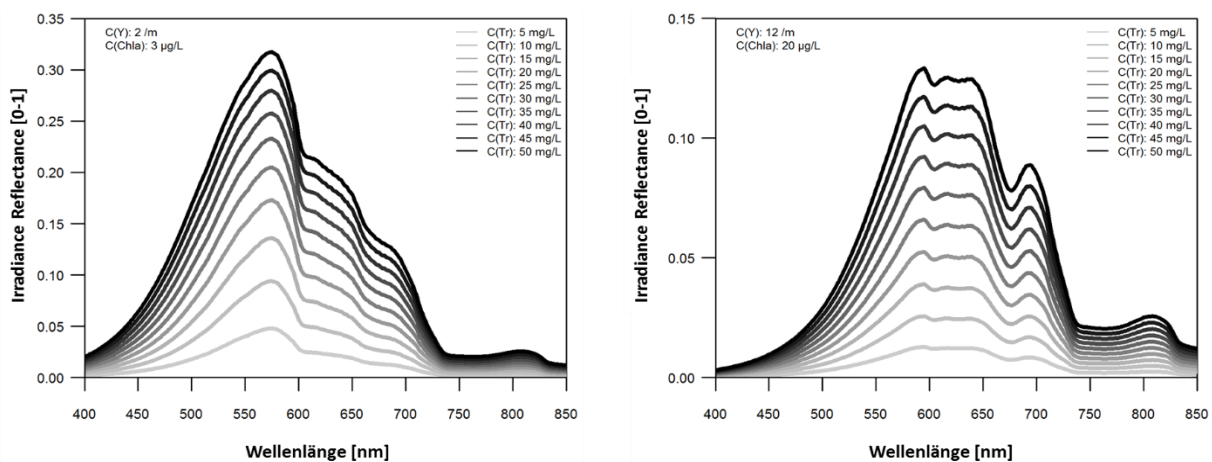 0.35
0.30
0.25
0.20
0.15
0.10
0.05
0.00
Irradiance Reflectance [0-1]
C(Y): 2 /m
C(Chla): 3 µg/L
C(Tr): 5 mg/L
C(Tr): 10 mg/L
C(Tr): 15 mg/L
C(Tr): 20 mg/L
C(Tr): 25 mg/L
C(Tr): 30 mg/L
C(Tr): 35 mg/L
C(Tr): 40 mg/L
C(Tr): 45 mg/L
C(Tr): 50 mg/L
400 450 500 550 600 650 700 750 800 850
Wellenlänge [nm]
0.15
0.10
0.05
0.00
Irradiance Reflectance [0-1]
C(Y): 12 /m
C(Chla): 20 µg/L
C(Tr): 5 mg/L
C(Tr): 10 mg/L
C(Tr): 15 mg/L
C(Tr): 20 mg/L
C(Tr): 25 mg/L
C(Tr): 30 mg/L
C(Tr): 35 mg/L
C(Tr): 40 mg/L
C(Tr): 45 mg/L
C(Tr): 50 mg/L
400 450 500 550 600 650 700 750 800 850
Wellenlänge [nm]